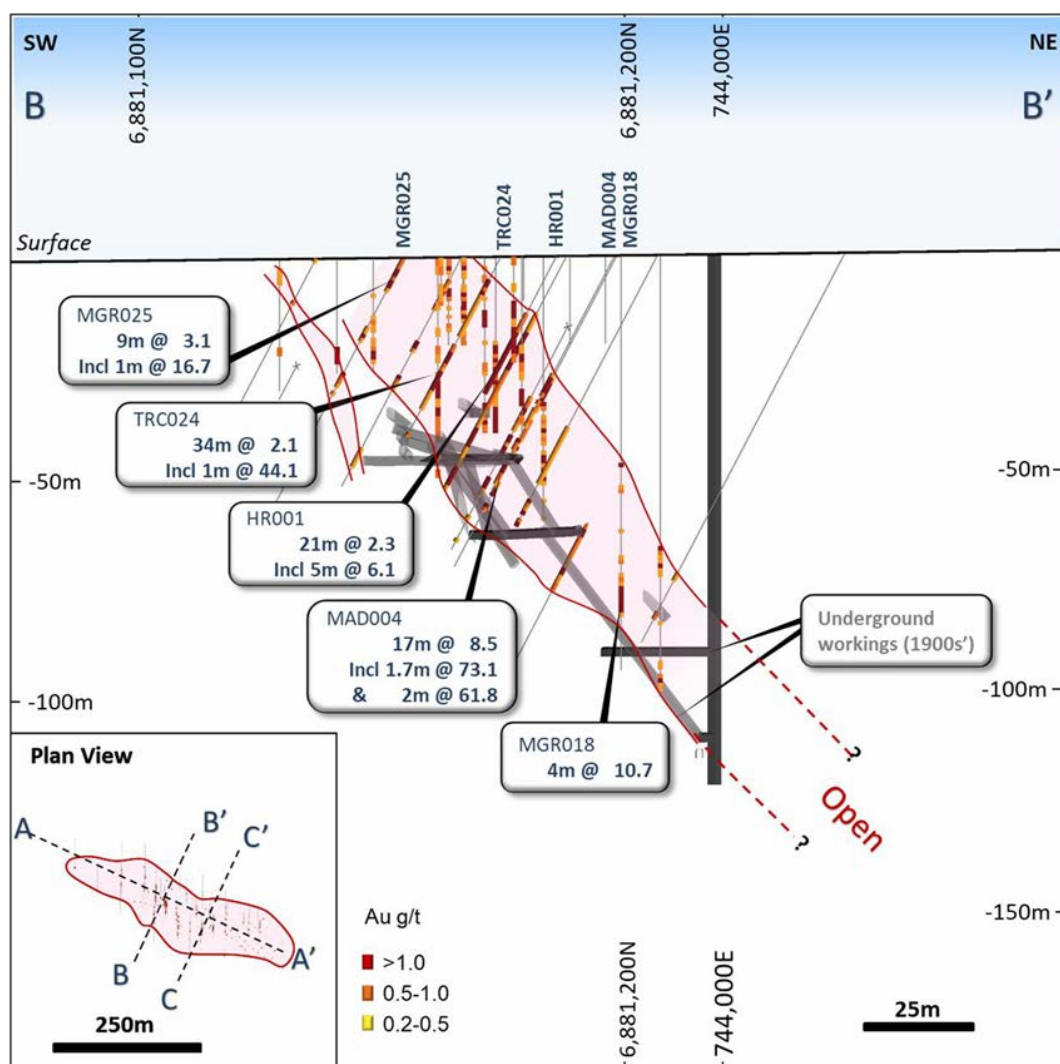 SW
6,881,100N
6,881,200N
744,000E
NE
B
B’
MGR025
TRC024
HR001
MAD004
MGR018
Surface
MGR025
9m @ 3.1
Incl 1m @ 16.7
TRC024
34m @ 2.1
Incl 1m @ 44.1
-50m
-50m
HR001
21m @ 2.3
Incl 5m @ 6.1
MAD004
17m @ 8.5
Incl 1.7m @ 73.1
& 2m @ 61.8
Underground
workings (1900s’)
-100m
-100m
MGR018
4m @ 10.7
?
Open
?
Plan View
A
B’
C’
B
C
A’
250m
Au g/t
>1.0
0.5-1.0
0.2-0.5
-150m
6,881,200N
744,000E
25m